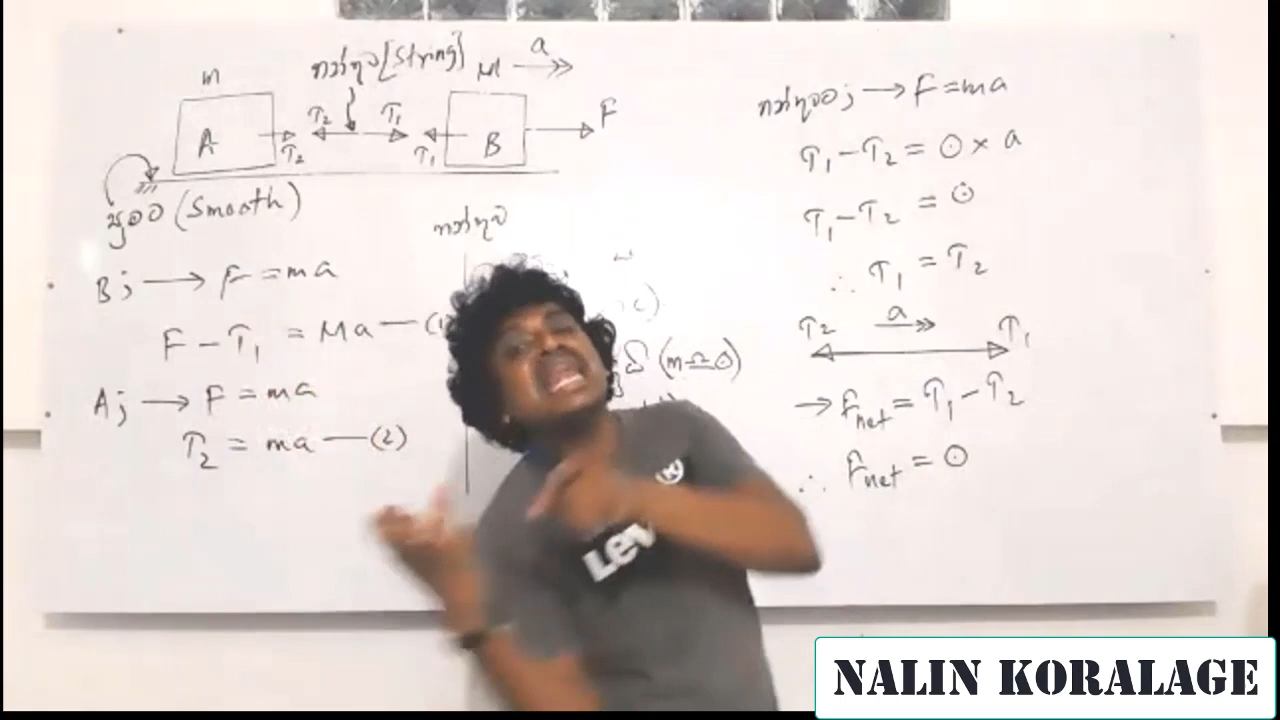 m තන්තුව [String] M a
A T₂ T₂ T₁ T₁ B F
සුමට (Smooth)
B; → F = ma
F − T₁ = Ma —
A; → F = ma
T₂ = ma — (2)
තන්තුව
(m=0)
තන්තුවට; → F = ma
T₁ − T₂ = 0 × a
T₁ − T₂ = 0
∴ T₁ = T₂
T₂ a T₁
→ Fnet = T₁ − T₂
∴ Fnet = 0
LEV
NALIN KORALAGE